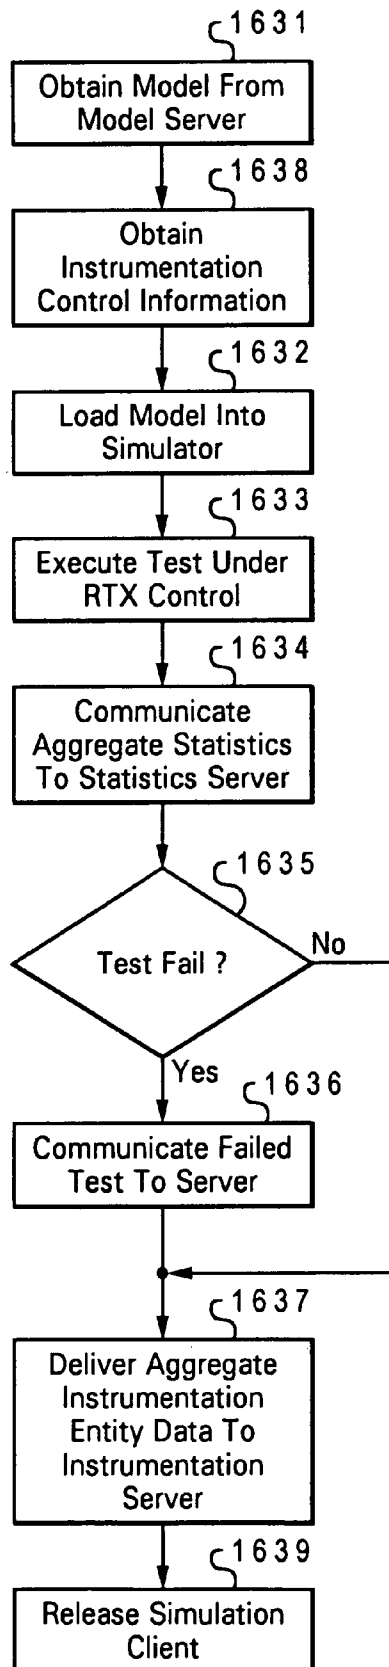 1631
Obtain Model From
Model Server
1638
Obtain
Instrumentation
Control Information
1632
Load Model Into
Simulator
1633
Execute Test Under
RTX Control
1634
Communicate
Aggregate Statistics
To Statistics Server
1635
Test Fail ?
No
Yes
1636
Communicate Failed
Test To Server
1637
Deliver Aggregate
Instrumentation
Entity Data To
Instrumentation
Server
1639
Release Simulation
Client